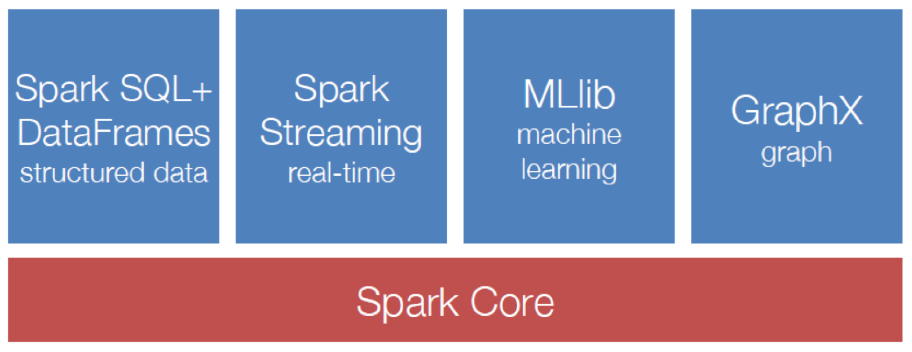 Spark SQL+
DataFrames
structured data
Spark
Streaming
real-time
MLlib
machine
learning
GraphX
graph
Spark Core